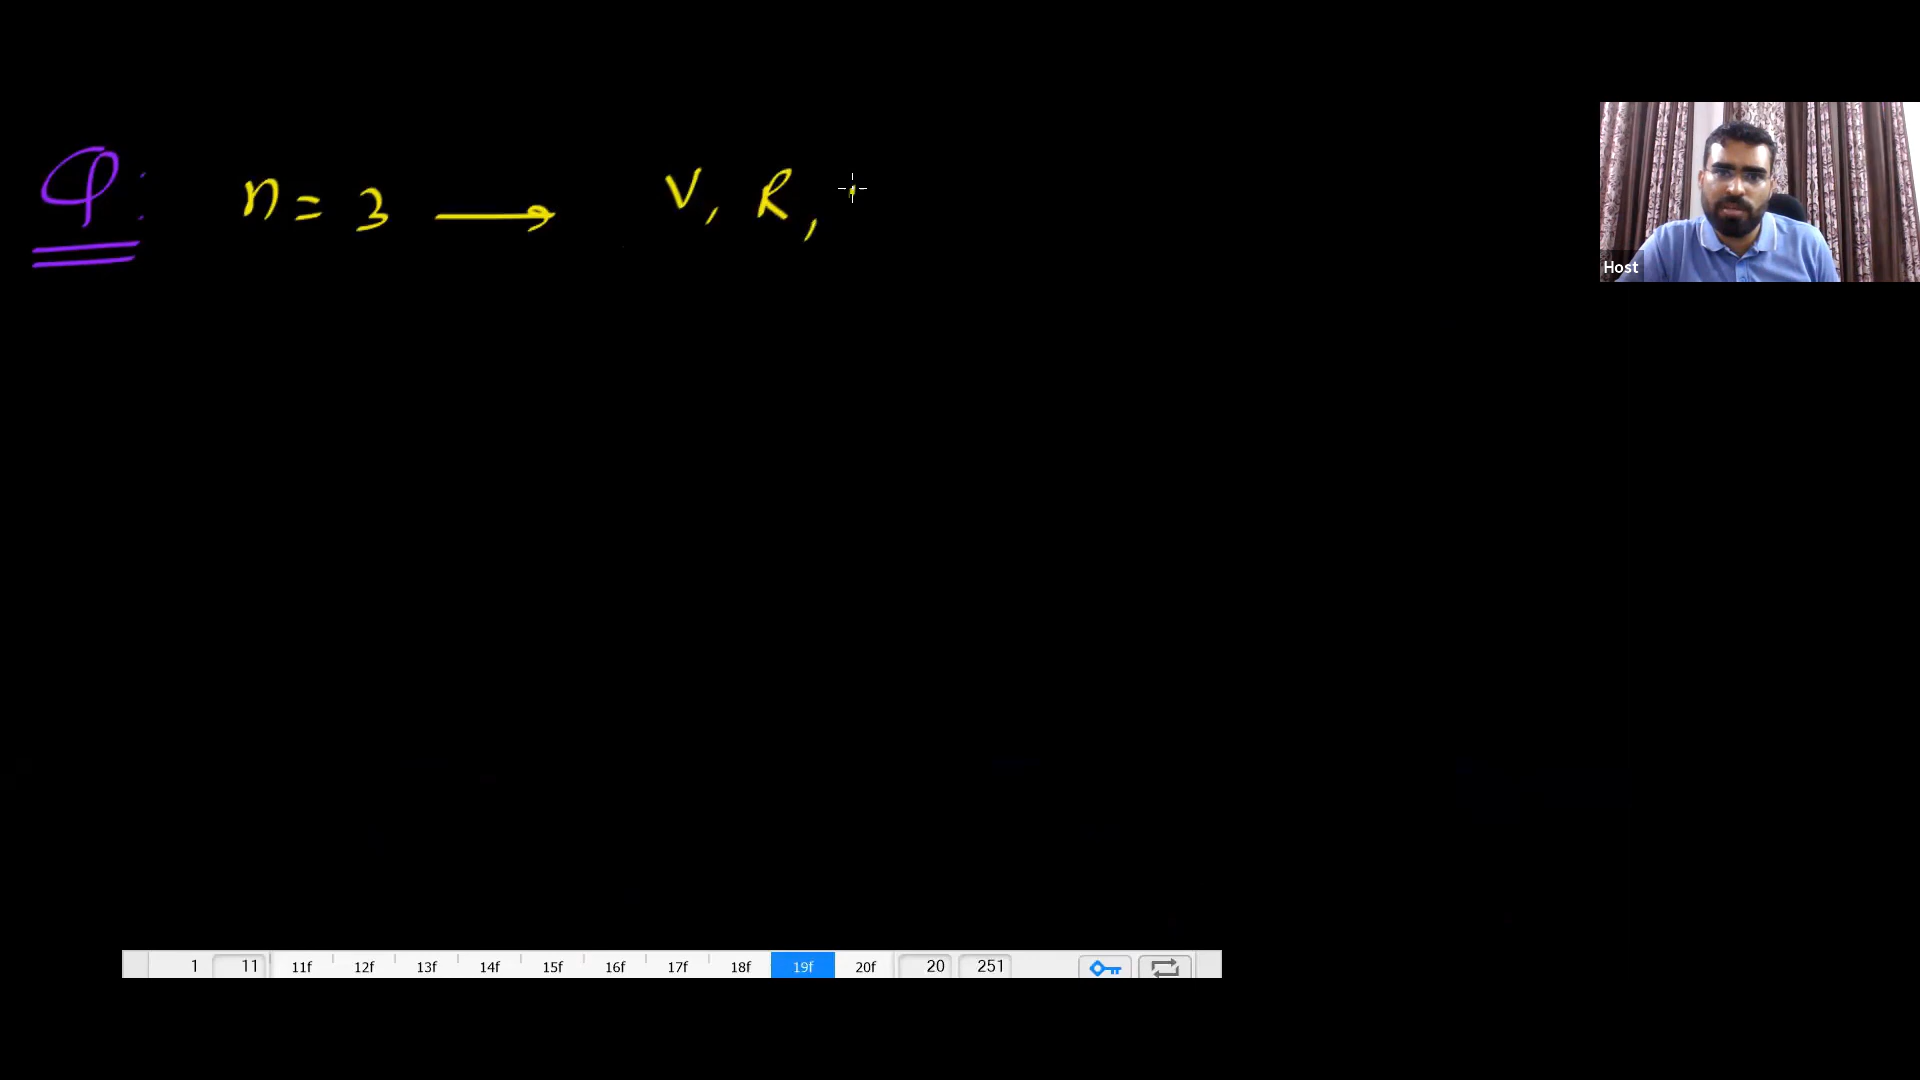 Q: n = 3 → V, R,
Host
1 11 11f 12f 13f 14f 15f 16f 17f 18f 19f 20f 20 251